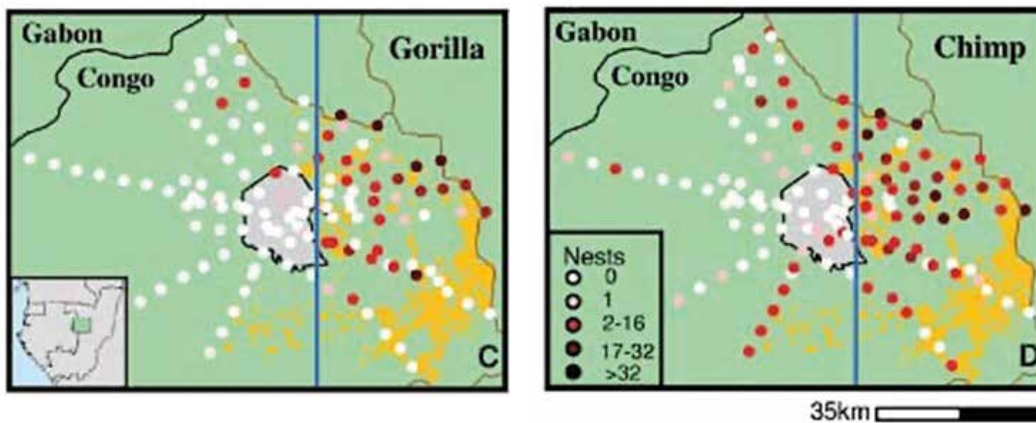 Gabon
Congo
Gorilla
C
Gabon
Congo
Chimp
Nests
0
1
2-16
17-32
>32
D
35km